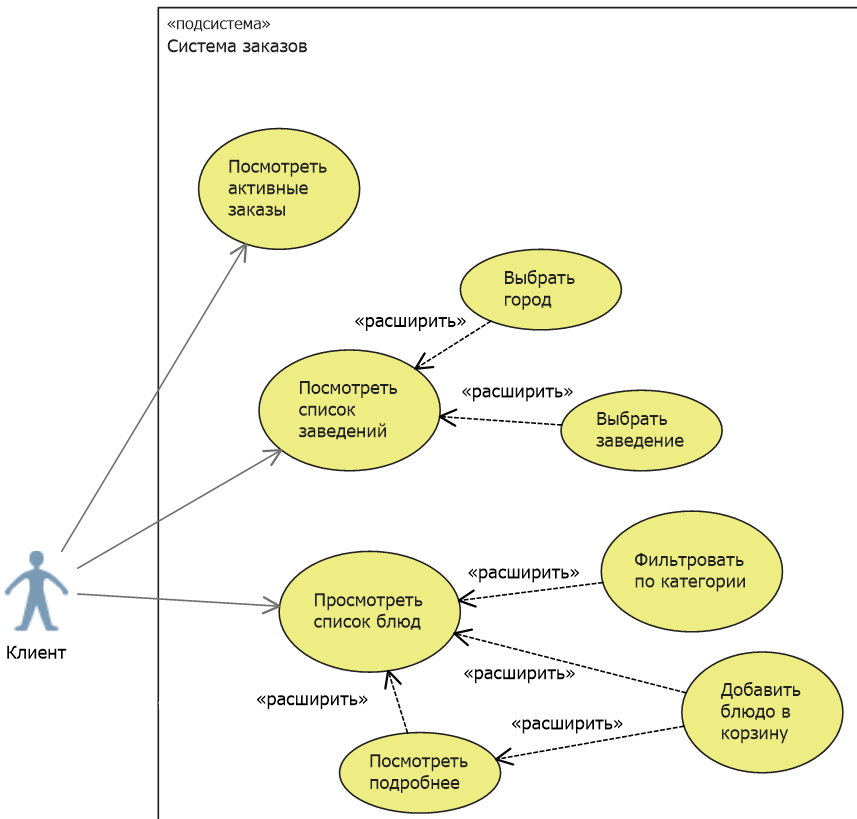 «подсистема»
Система заказов
Посмотреть
активные
заказы
Выбрать
город
«расширить»
Посмотреть
список
заведений
«расширить»
Выбрать
заведение
Фильтровать
по категории
«расширить»
Просмотреть
список блюд
Клиент
«расширить»
Добавить
блюдо в
корзину
«расширить»
«расширить»
Посмотреть
подробнее